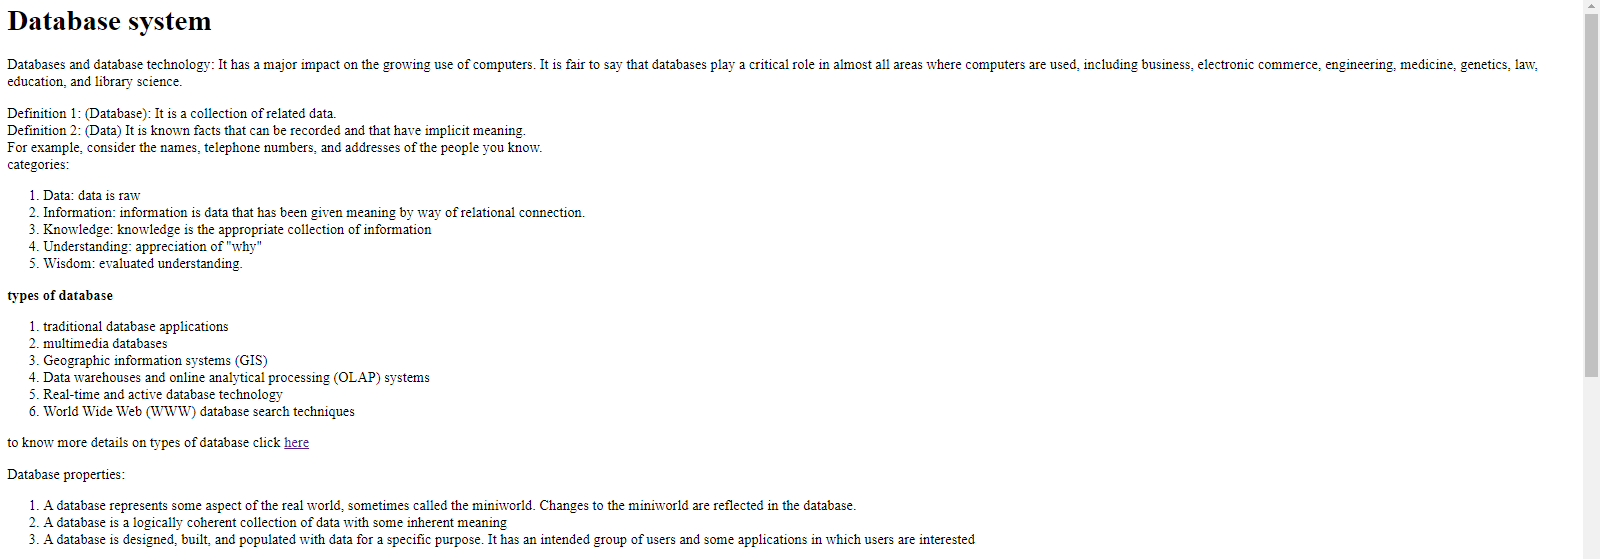 Database system
Databases and database technology: It has a major impact on the growing use of computers. It is fair to say that databases play a critical role in almost all areas where computers are used, including business, electronic commerce, engineering, medicine, genetics, law,
education, and library science.
Definition 1: (Database): It is a collection of related data.
Definition 2: (Data) It is known facts that can be recorded and that have implicit meaning.
For example, consider the names, telephone numbers, and addresses of the people you know.
categories:
1. Data: data is raw
2. Information: information is data that has been given meaning by way of relational connection.
3. Knowledge: knowledge is the appropriate collection of information
4. Understanding: appreciation of "why"
5. Wisdom: evaluated understanding.
types of database
1. traditional database applications
2. multimedia databases
3. Geographic information systems (GIS)
4. Data warehouses and online analytical processing (OLAP) systems
5. Real-time and active database technology
6. World Wide Web (WWW) database search techniques
to know more details on types of database click here
Database properties:
1. A database represents some aspect of the real world, sometimes called the miniworld. Changes to the miniworld are reflected in the database.
2. A database is a logically coherent collection of data with some inherent meaning
3. A database is designed, built, and populated with data for a specific purpose. It has an intended group of users and some applications in which users are interested